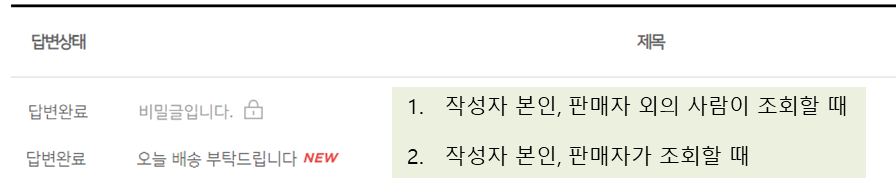 답변상태 제목
답변완료 비밀글입니다. 1. 작성자 본인, 판매자 외의 사람이 조회할 때
답변완료 오늘 배송 부탁드립니다 NEW 2. 작성자 본인, 판매자가 조회할 때